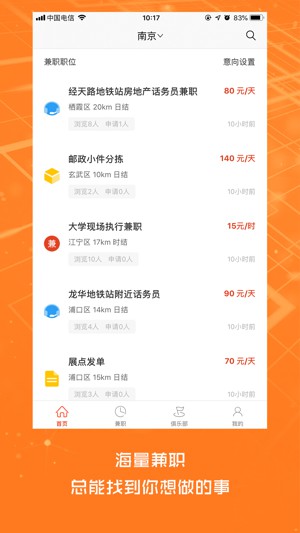 中国电信 10:17 83%
南京
兼职职位 意向设置
经天路地铁站房地产话务员兼职 80 元/天
栖霞区 20km 日结
浏览8人 申请1人 10小时前
邮政小件分拣 140 元/天
玄武区 10km 日结
浏览2人 申请0人 10小时前
大学现场执行兼职 15元/时
兼
江宁区 17km 时结
浏览10人 申请0人 10小时前
龙华地铁站附近话务员 90 元/天
浦口区 14km 日结
浏览4人 申请0人 10小时前
展点发单 70 元/天
浦口区 15km 日结
浏览3人 申请0人 10小时前
首页 兼职 俱乐部 我的
海量兼职
总能找到你想做的事